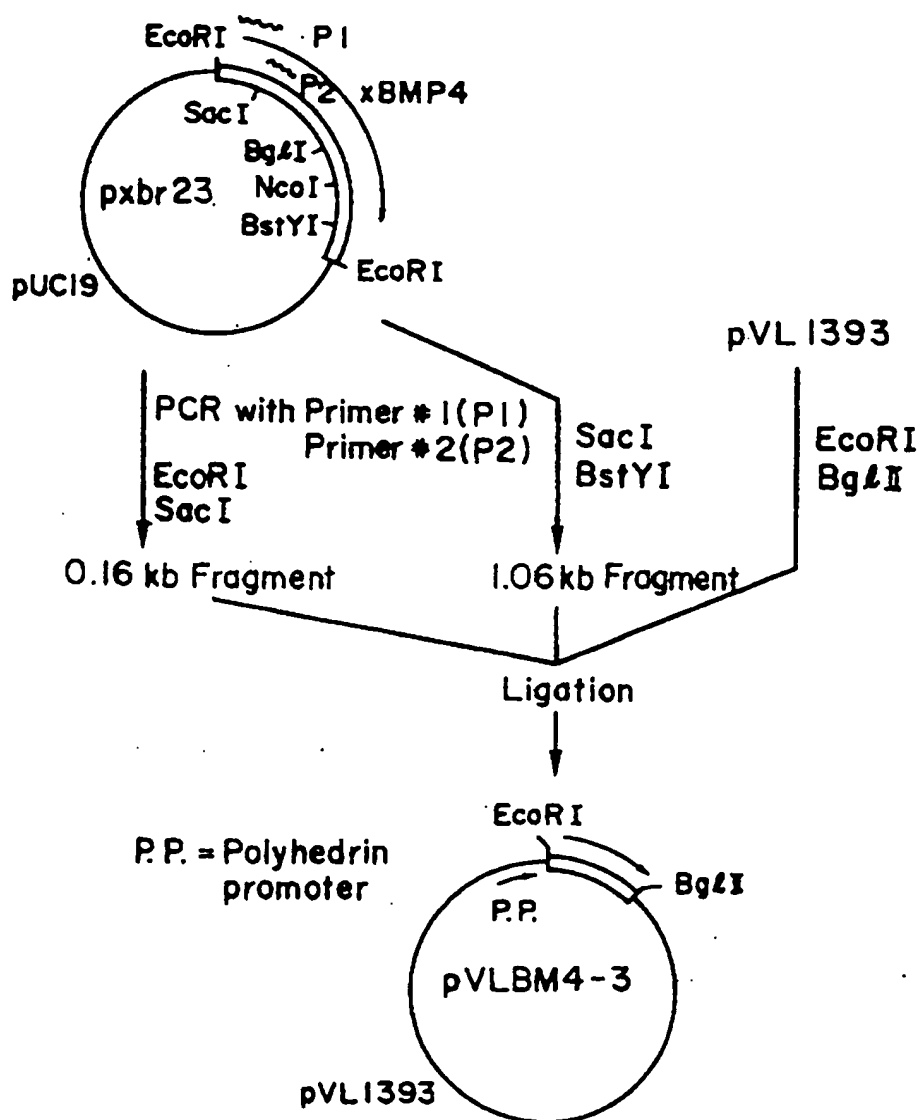 EcoRI
P1
P2
xBMP4
SacI
BglI
NcoI
BstYI
pxbr23
EcoRI
pUC19
pVL1393
PCR with Primer #1(P1)
Primer #2(P2)
EcoRI
SacI
SacI
BstYI
EcoRI
BglII
0.16 kb Fragment
1.06 kb Fragment
Ligation
EcoRI
P.P. = Polyhedrin
promoter
P.P.
BglII
pVLBM4-3
pVL1393